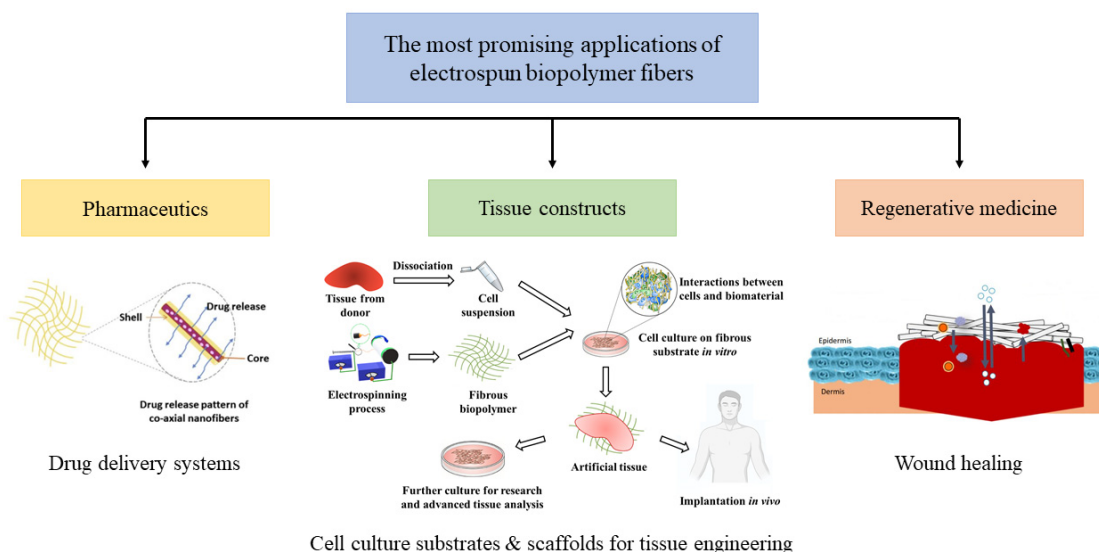 The most promising applications of
electrospun biopolymer fibers
Pharmaceutics
Tissue constructs
Regenerative medicine
Drug release
Shell
Core
Drug release pattern of
co-axial nanofibers
Drug delivery systems
Dissociation
Tissue from
donor
Cell
suspension
Interactions between
cells and biomaterial
Cell culture on fibrous
substrate in vitro
Electrospinning
process
Fibrous
biopolymer
Artificial tissue
Further culture for research
and advanced tissue analysis
Implantation in vivo
Cell culture substrates & scaffolds for tissue engineering
Epidermis
Dermis
Wound healing